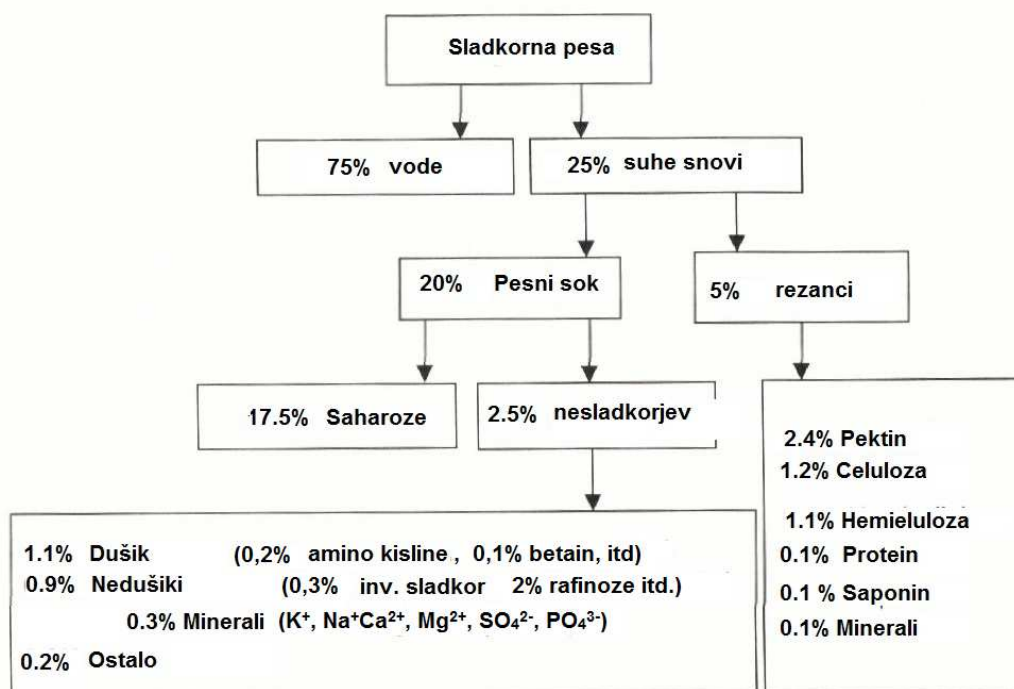 Sladkorna pesa
75% vode
25% suhe snovi
20% Pesni sok
5% rezanci
17.5% Saharoze
2.5% nesladkorjev
2.4% Pektin
1.2% Celuloza
1.1% Hemieluloza
0.1% Protein
0.1 % Saponin
0.1% Minerali
1.1% Dušik (0,2% amino kisline , 0,1% betain, itd)
0.9% Nedušiki (0,3% inv. sladkor 2% rafinoze itd.)
0.3% Minerali (K⁺, Na⁺Ca²⁺, Mg²⁺, SO₄²⁻, PO₄³⁻)
0.2% Ostalo